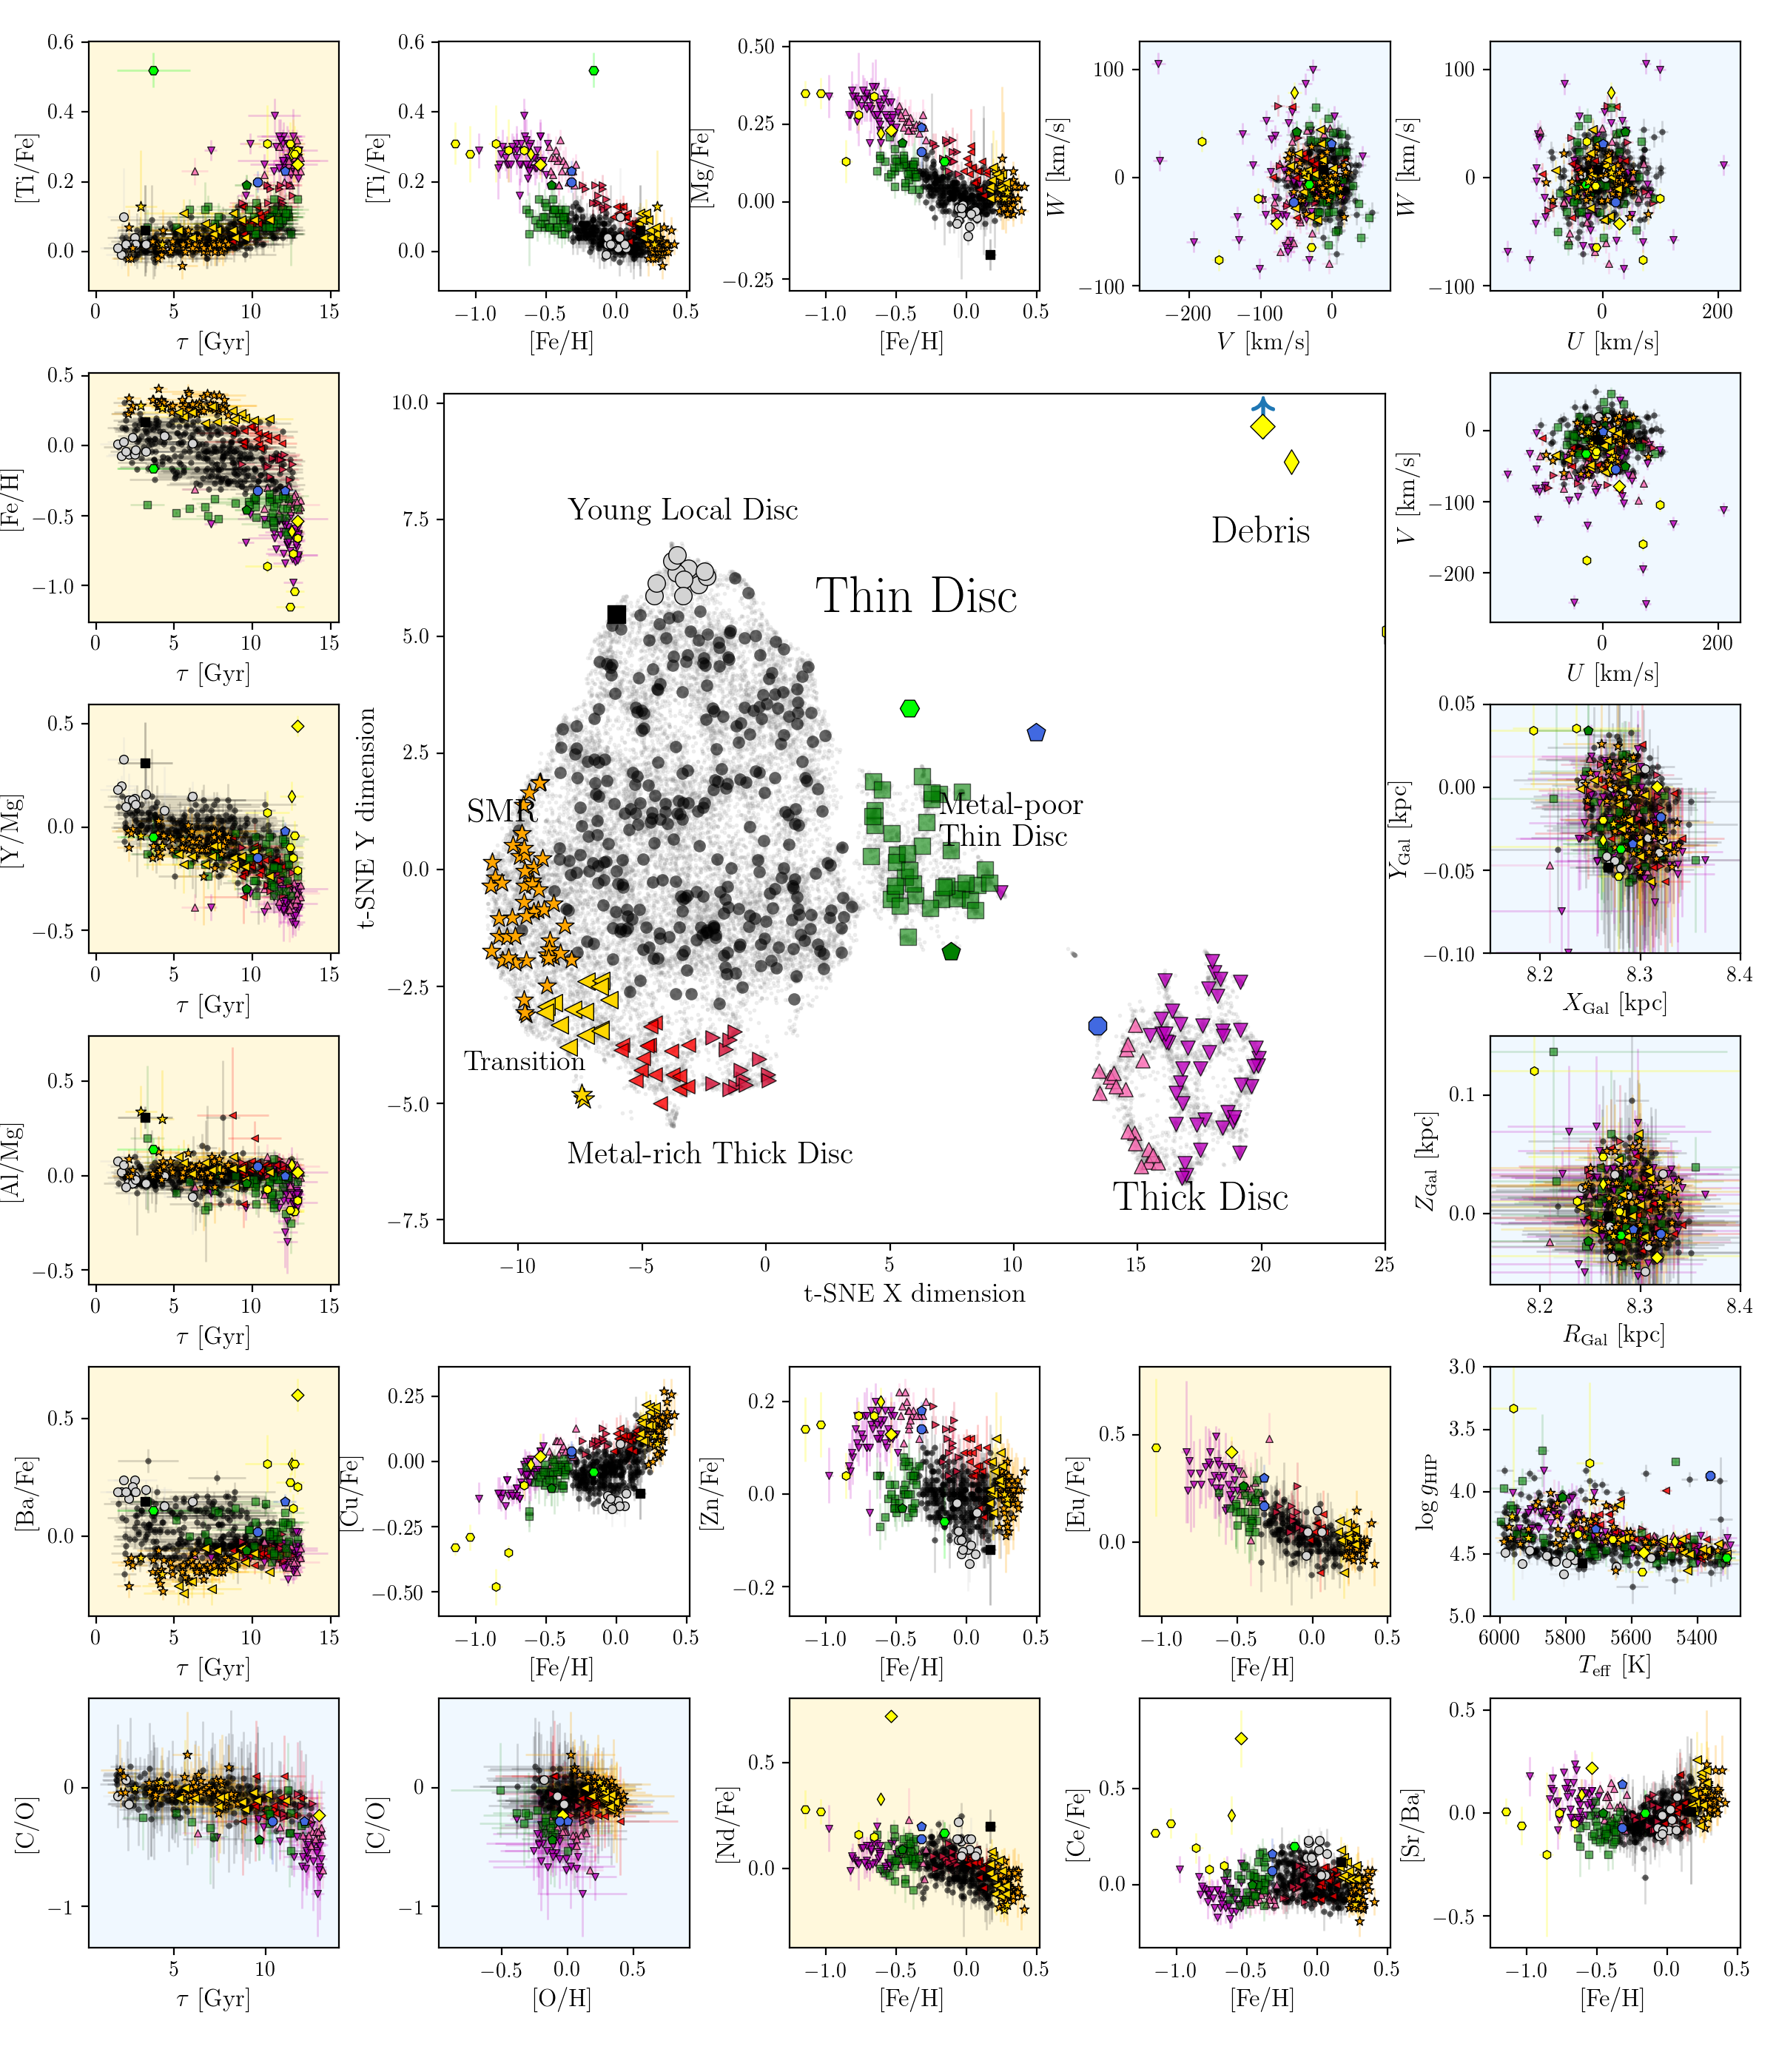 0.6
0.4
0.2
0.0
[Ti/Fe]
0 5 10 15
τ [Gyr]
0.6
0.4
0.2
0.0
[Ti/Fe]
−1.0 −0.5 0.0 0.5
[Fe/H]
0.50
0.25
0.00
−0.25
[Mg/Fe]
−1.0 −0.5 0.0 0.5
[Fe/H]
100
0
−100
W [km/s]
−200 −100 0
V [km/s]
100
0
−100
W [km/s]
0 200
U [km/s]
0.5
0.0
−0.5
−1.0
[Fe/H]
0 5 10 15
τ [Gyr]
10.0
7.5
5.0
2.5
0.0
−2.5
−5.0
−7.5
t-SNE Y dimension
Young Local Disc
Debris
Thin Disc
SMR
Metal-poor
Thin Disc
Transition
Metal-rich Thick Disc
Thick Disc
−10 −5 0 5 10 15 20 25
t-SNE X dimension
0
−100
−200
V [km/s]
0 200
U [km/s]
0.5
0.0
−0.5
[Y/Mg]
0 5 10 15
τ [Gyr]
0.05
0.00
−0.05
−0.10
YGal [kpc]
8.2 8.3 8.4
XGal [kpc]
0.5
0.0
−0.5
[Al/Mg]
0 5 10 15
τ [Gyr]
0.1
0.0
ZGal [kpc]
8.2 8.3 8.4
RGal [kpc]
0.5
0.0
[Ba/Fe]
0 5 10 15
τ [Gyr]
0.25
0.00
−0.25
−0.50
[Cu/Fe]
−1.0 −0.5 0.0 0.5
[Fe/H]
0.2
0.0
−0.2
[Zn/Fe]
−1.0 −0.5 0.0 0.5
[Fe/H]
0.5
0.0
[Eu/Fe]
−1.0 −0.5 0.0 0.5
[Fe/H]
3.0
3.5
4.0
4.5
5.0
log gHIP
6000 5800 5600 5400
Teff [K]
0
−1
[C/O]
5 10
τ [Gyr]
0
−1
[C/O]
−0.5 0.0 0.5
[O/H]
0.5
0.0
[Nd/Fe]
−1.0 −0.5 0.0 0.5
[Fe/H]
0.5
0.0
[Ce/Fe]
−1.0 −0.5 0.0 0.5
[Fe/H]
0.5
0.0
−0.5
[Sr/Ba]
−1.0 −0.5 0.0 0.5
[Fe/H]